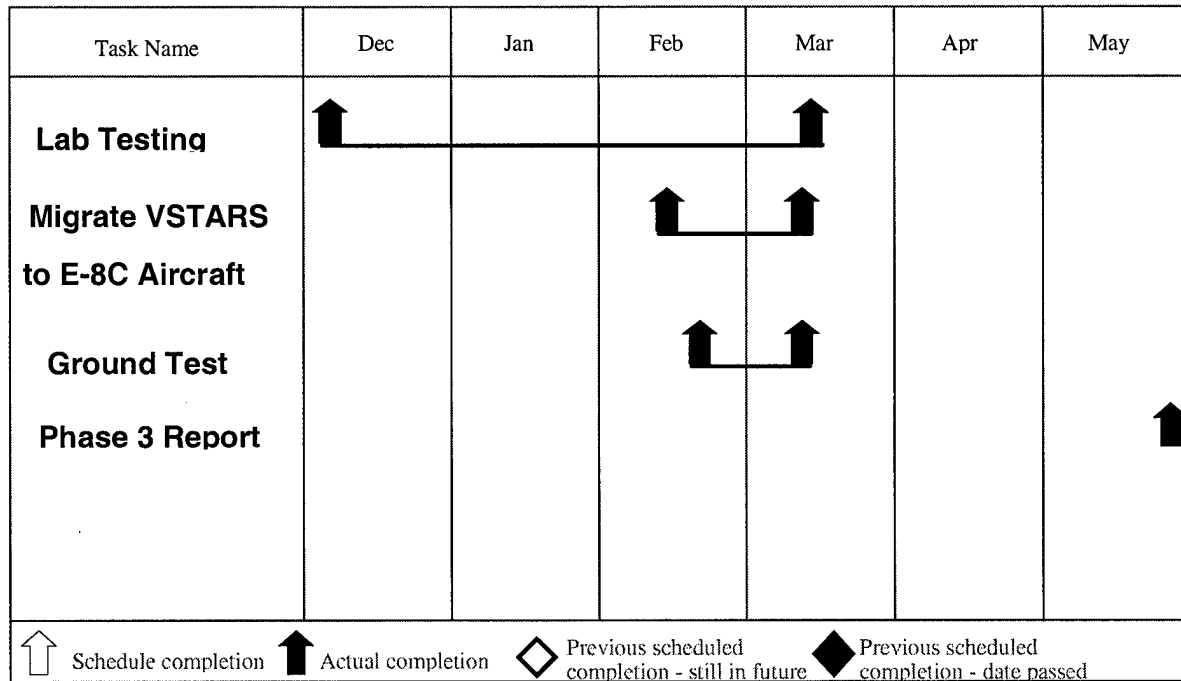 Task Name Dec Jan Feb Mar Apr May
Lab Testing
Migrate VSTARS
to E-8C Aircraft
Ground Test
Phase 3 Report
Schedule completion Actual completion Previous scheduled completion - still in future Previous scheduled completion - date passed